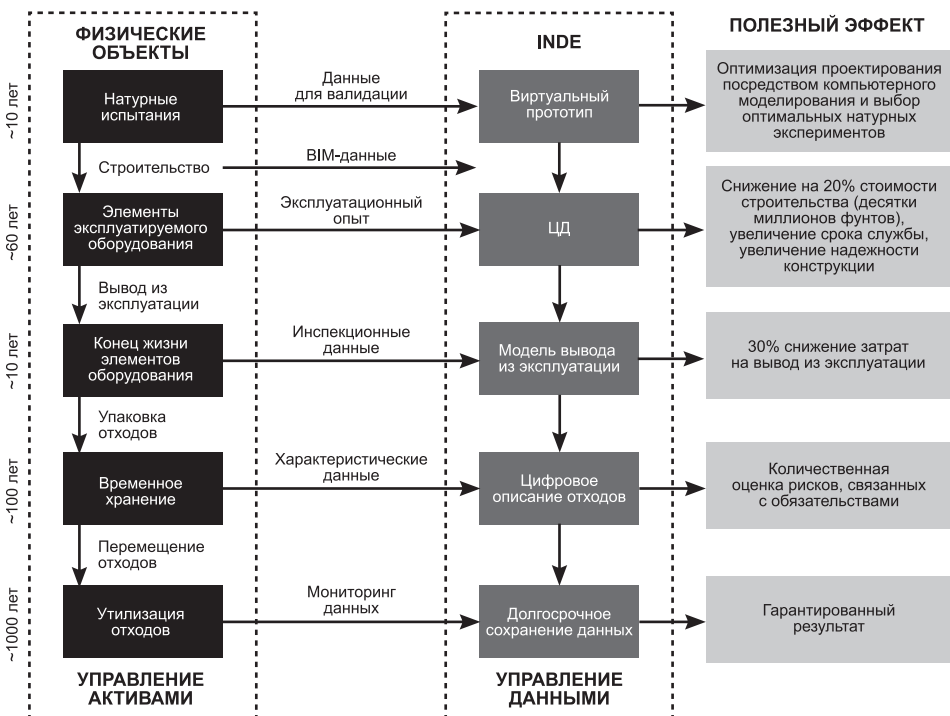 ФИЗИЧЕСКИЕ
ОБЪЕКТЫ
INDE
ПОЛЕЗНЫЙ ЭФФЕКТ
~10 лет
Натурные
испытания
Данные
для валидации
Виртуальный
прототип
Оптимизация проектирования
посредством компьютерного
моделирования и выбор
оптимальных натурных
экспериментов
Строительство
BIM-данные
~60 лет
Элементы
эксплуатируемого
оборудования
Эксплуатационный
опыт
ЦД
Снижение на 20% стоимости
строительства (десятки
миллионов фунтов),
увеличение срока службы,
увеличение надежности
конструкции
Вывод из
эксплуатации
~10 лет
Конец жизни
элементов
оборудования
Инспекционные
данные
Модель вывода
из эксплуатации
30% снижение затрат
на вывод из эксплуатации
Упаковка
отходов
~100 лет
Временное
хранение
Характеристические
данные
Цифровое
описание отходов
Количественная
оценка рисков, связанных
с обязательствами
Перемещение
отходов
~1000 лет
Утилизация
отходов
Мониторинг
данных
Долгосрочное
сохранение данных
Гарантированный
результат
УПРАВЛЕНИЕ
АКТИВАМИ
УПРАВЛЕНИЕ
ДАННЫМИ